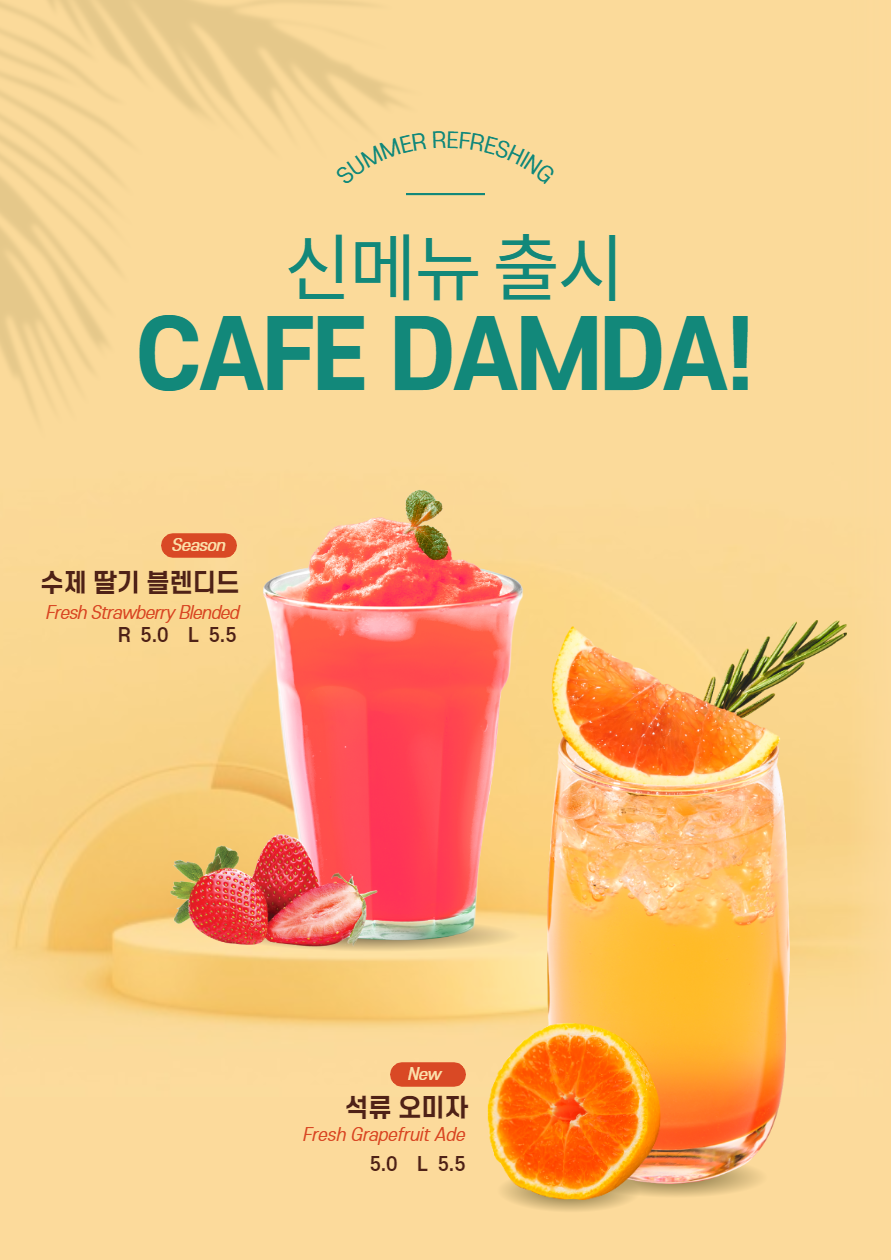 SUMMER REFRESHING
신메뉴 출시
CAFE DAMDA!
Season
수제 딸기 블렌디드
Fresh Strawberry Blended
R 5.0 L 5.5
New
석류 오미자
Fresh Grapefruit Ade
5.0 L 5.5